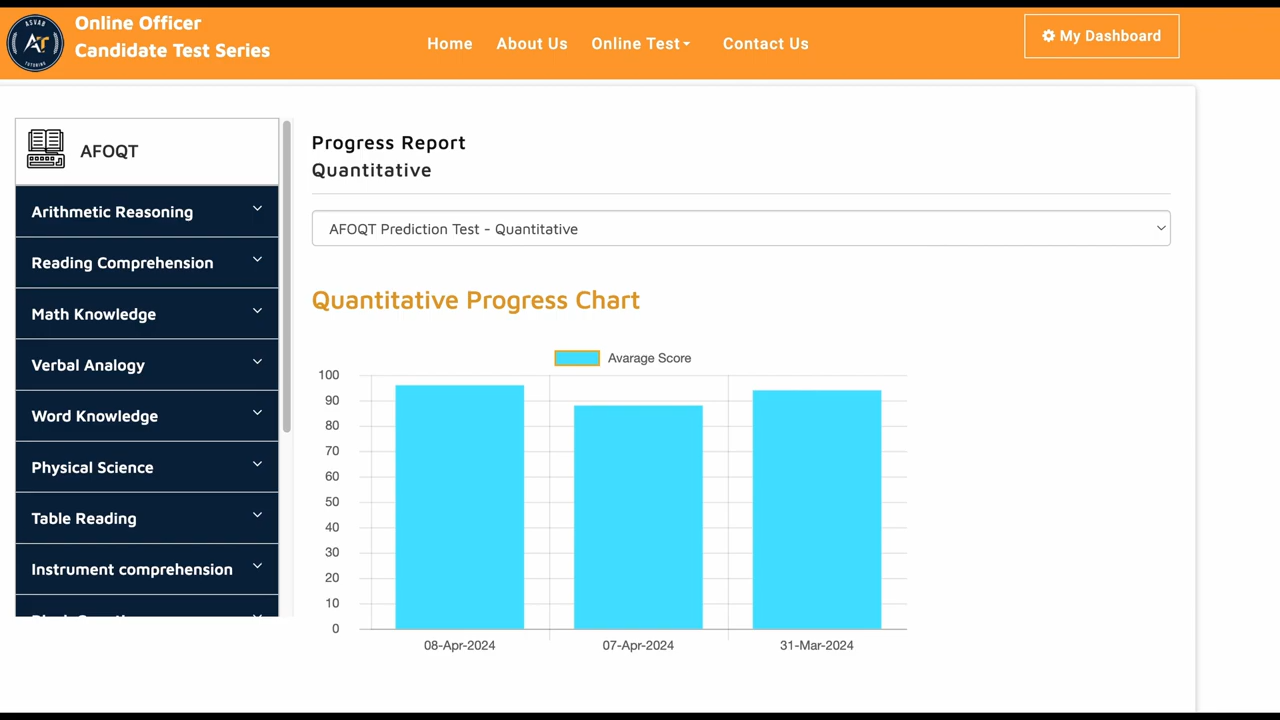 Online Officer
Candidate Test Series
ASVAB
AT
TUTORING
Home
About Us
Online Test
Contact Us
My Dashboard
AFOQT
Arithmetic Reasoning
Reading Comprehension
Math Knowledge
Verbal Analogy
Word Knowledge
Physical Science
Table Reading
Instrument comprehension
Progress Report
Quantitative
AFOQT Prediction Test - Quantitative
Quantitative Progress Chart
Avarage Score
100
90
80
70
60
50
40
30
20
10
0
08-Apr-2024
07-Apr-2024
31-Mar-2024